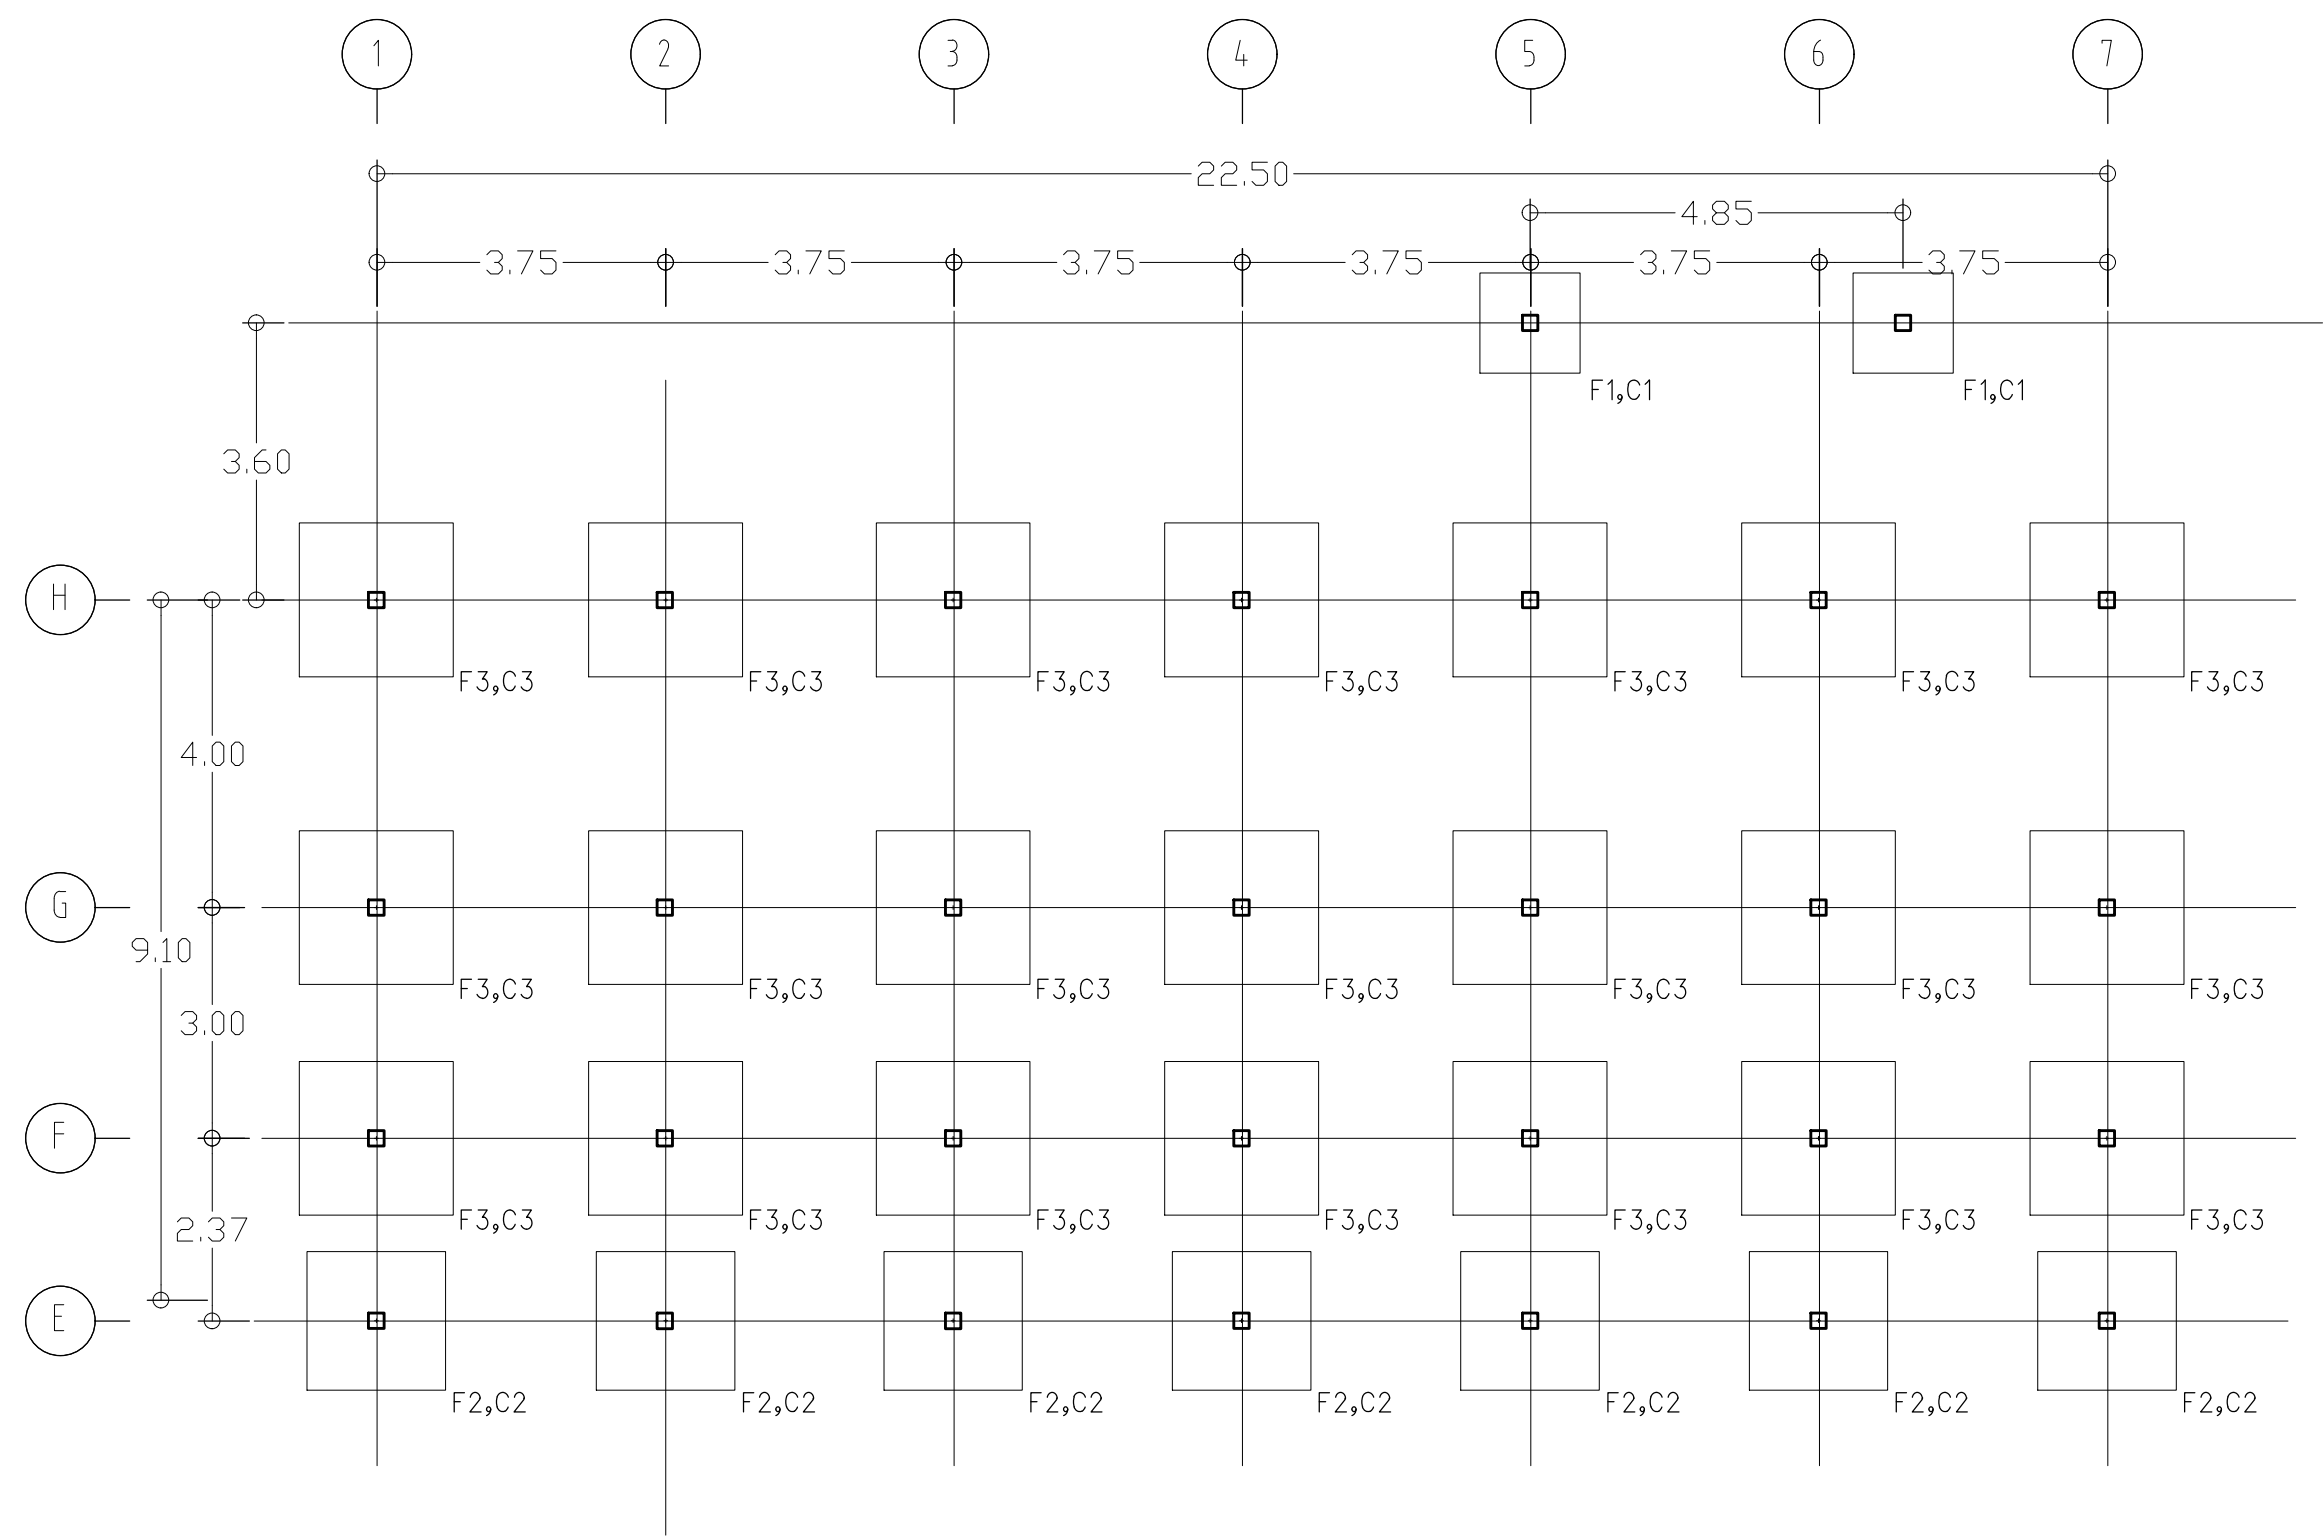 1 2 3 4 5 6 7
22.50
4.85
3.75 3.75 3.75 3.75 3.75 3.75
F1,C1 F1,C1
3.60
H
F3,C3 F3,C3 F3,C3 F3,C3 F3,C3 F3,C3 F3,C3
4.00
G
9.10
F3,C3 F3,C3 F3,C3 F3,C3 F3,C3 F3,C3 F3,C3
3.00
F
F3,C3 F3,C3 F3,C3 F3,C3 F3,C3 F3,C3 F3,C3
2.37
E
F2,C2 F2,C2 F2,C2 F2,C2 F2,C2 F2,C2 F2,C2